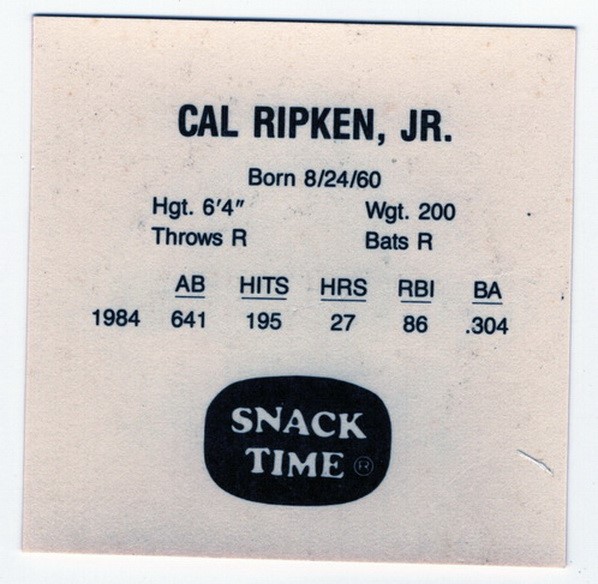 CAL RIPKEN, JR.
Born 8/24/60
Hgt. 6'4" Wgt. 200
Throws R Bats R
AB HITS HRS RBI BA
1984 641 195 27 86 .304
SNACK
TIME ®